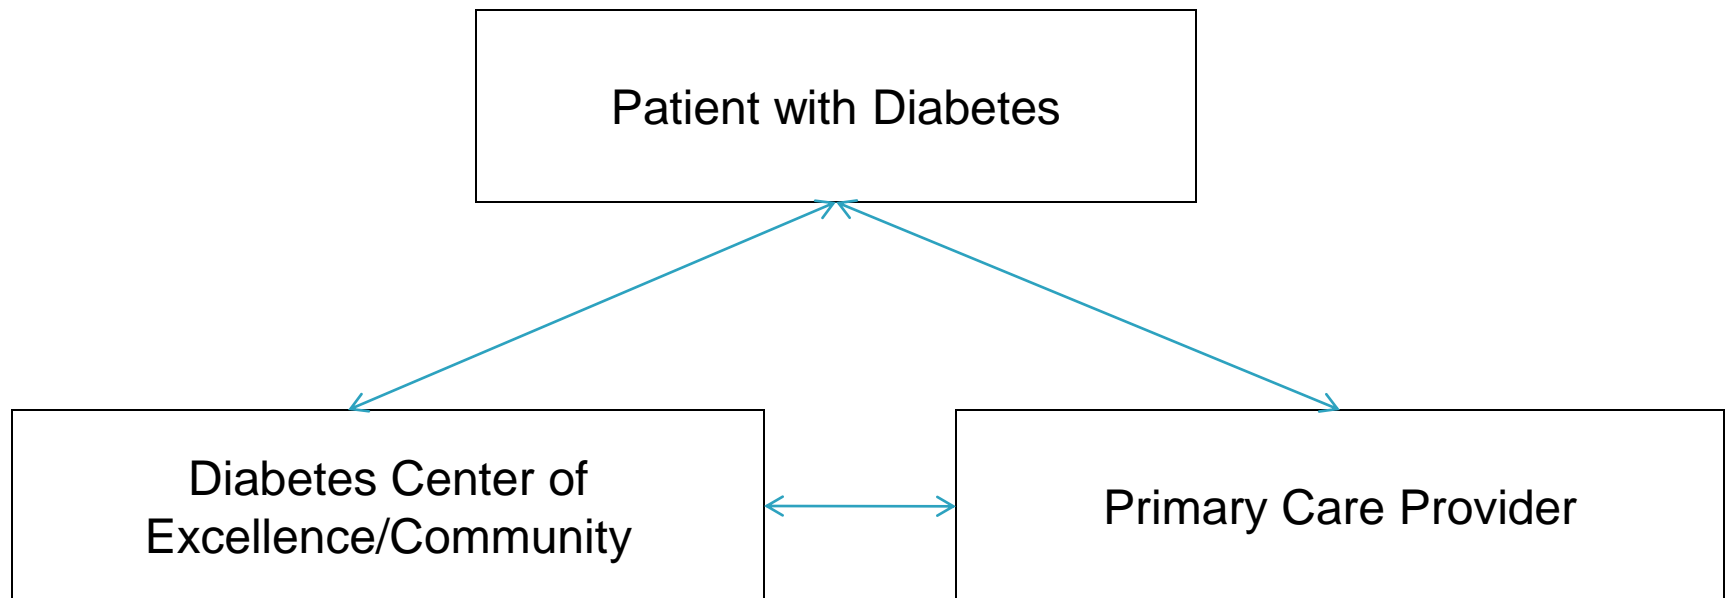 Patient with Diabetes
Diabetes Center of
Excellence/Community
Primary Care Provider